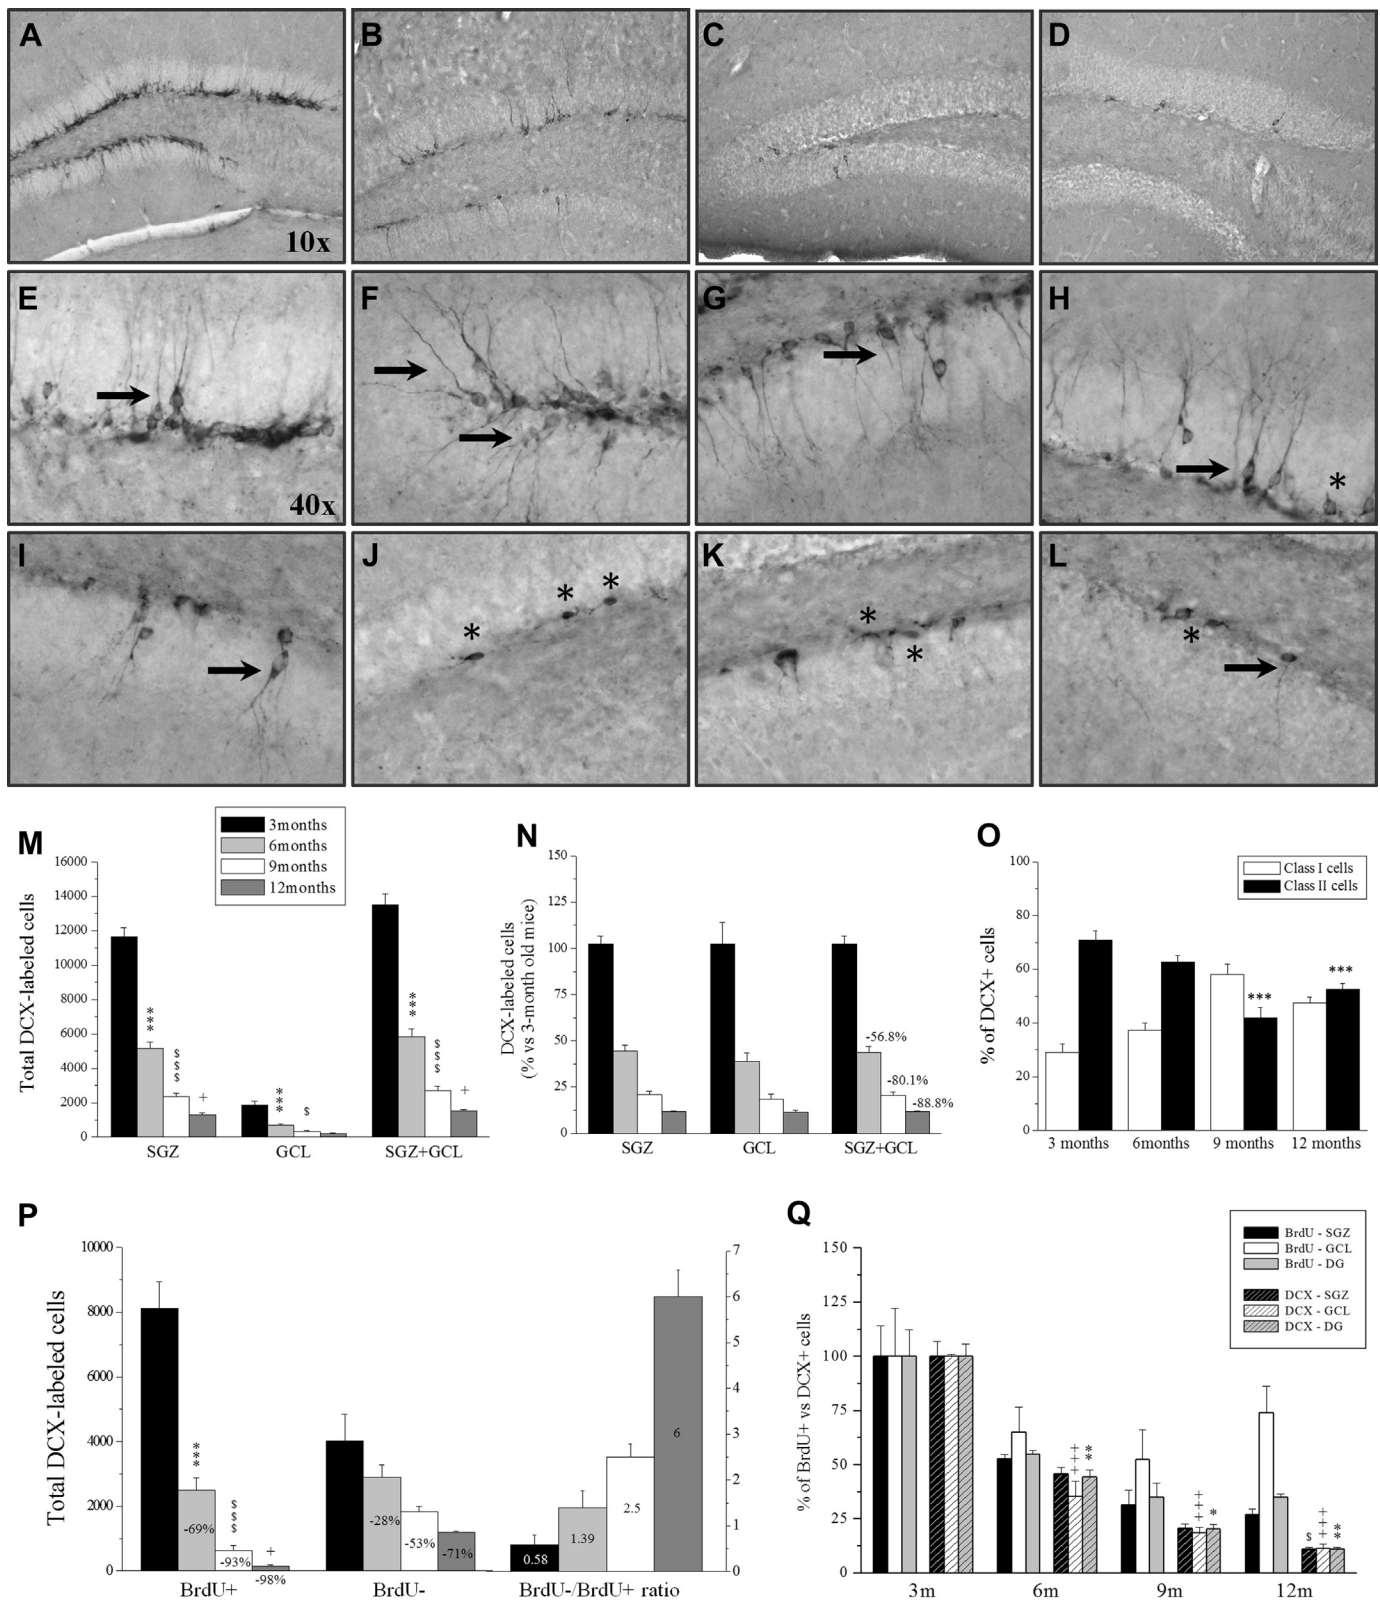 A
B
C
D
10x
E
F
G
H
40x
*
I
J
K
L
* * *
* *
*
M
3months
6months
9months
12months
Total DCX-labeled cells
16000
14000
12000
10000
8000
6000
4000
2000
0
***
$$$
+
***
$
***
$$$
+
SGZ
GCL
SGZ+GCL
N
DCX-labeled cells
(% vs 3-month old mice)
150
125
100
75
50
25
0
-56.8%
-80.1%
-88.8%
SGZ
GCL
SGZ+GCL
O
Class I cells
Class II cells
% of DCX+ cells
100
80
60
40
20
0
***
***
3 months
6months
9 months
12 months
P
Total DCX-labeled cells
10000
8000
6000
4000
2000
0
***
-69%
$$$
-93%
+
-98%
-28%
-53%
-71%
0.58
1.39
2.5
6
7
6
5
4
3
2
1
0
BrdU+
BrdU-
BrdU-/BrdU+ ratio
Q
BrdU - SGZ
BrdU - GCL
BrdU - DG
DCX - SGZ
DCX - GCL
DCX - DG
% of BrdU+ vs DCX+ cells
150
125
100
75
50
25
0
+++
**
+++
*
$
+++
**
3m
6m
9m
12m